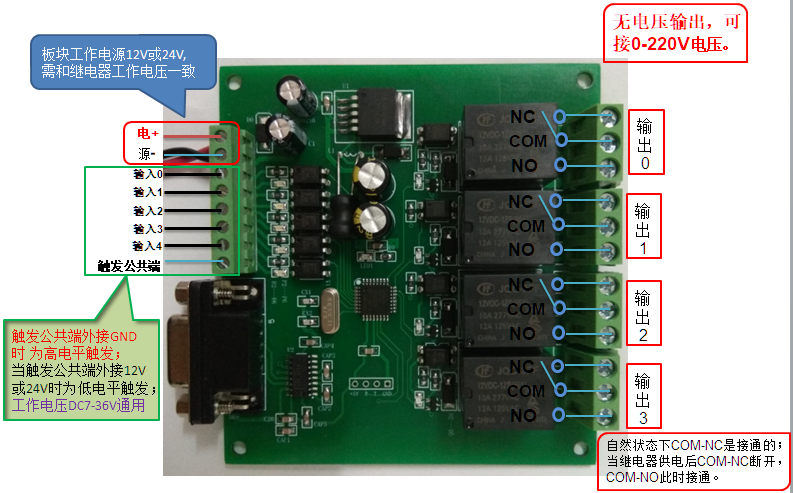 板块工作电源12V或24V,
需和继电器工作电压一致
无电压输出，可
接0-220V电压。
电+
源-
输入0
输入1
输入2
输入3
输入4
触发公共端
触发公共端外接GND
时 为高电平触发；
当触发公共端外接12V
或24V时为低电平触发；
工作电压DC7-36V通用
NC
COM
NO
输出0
NC
COM
NO
输出1
NC
COM
NO
输出2
NC
COM
NO
输出3
自然状态下COM-NC是接通的；
当继电器供电后COM-NC断开，
COM-NO此时接通。